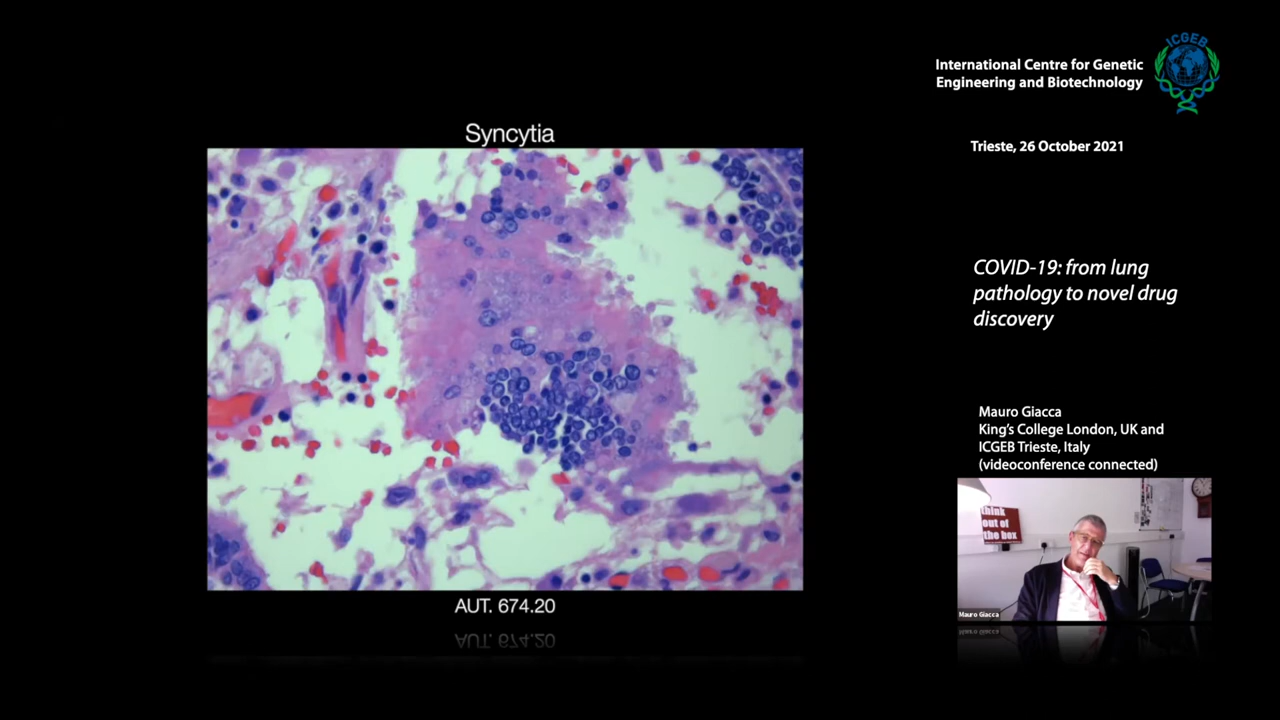 ICGEB
International Centre for Genetic
Engineering and Biotechnology
Trieste, 26 October 2021
Syncytia
COVID-19: from lung
pathology to novel drug
discovery
Mauro Giacca
King's College London, UK and
ICGEB Trieste, Italy
(videoconference connected)
think
out of
the box
Mauro Giacca
AUT. 674.20